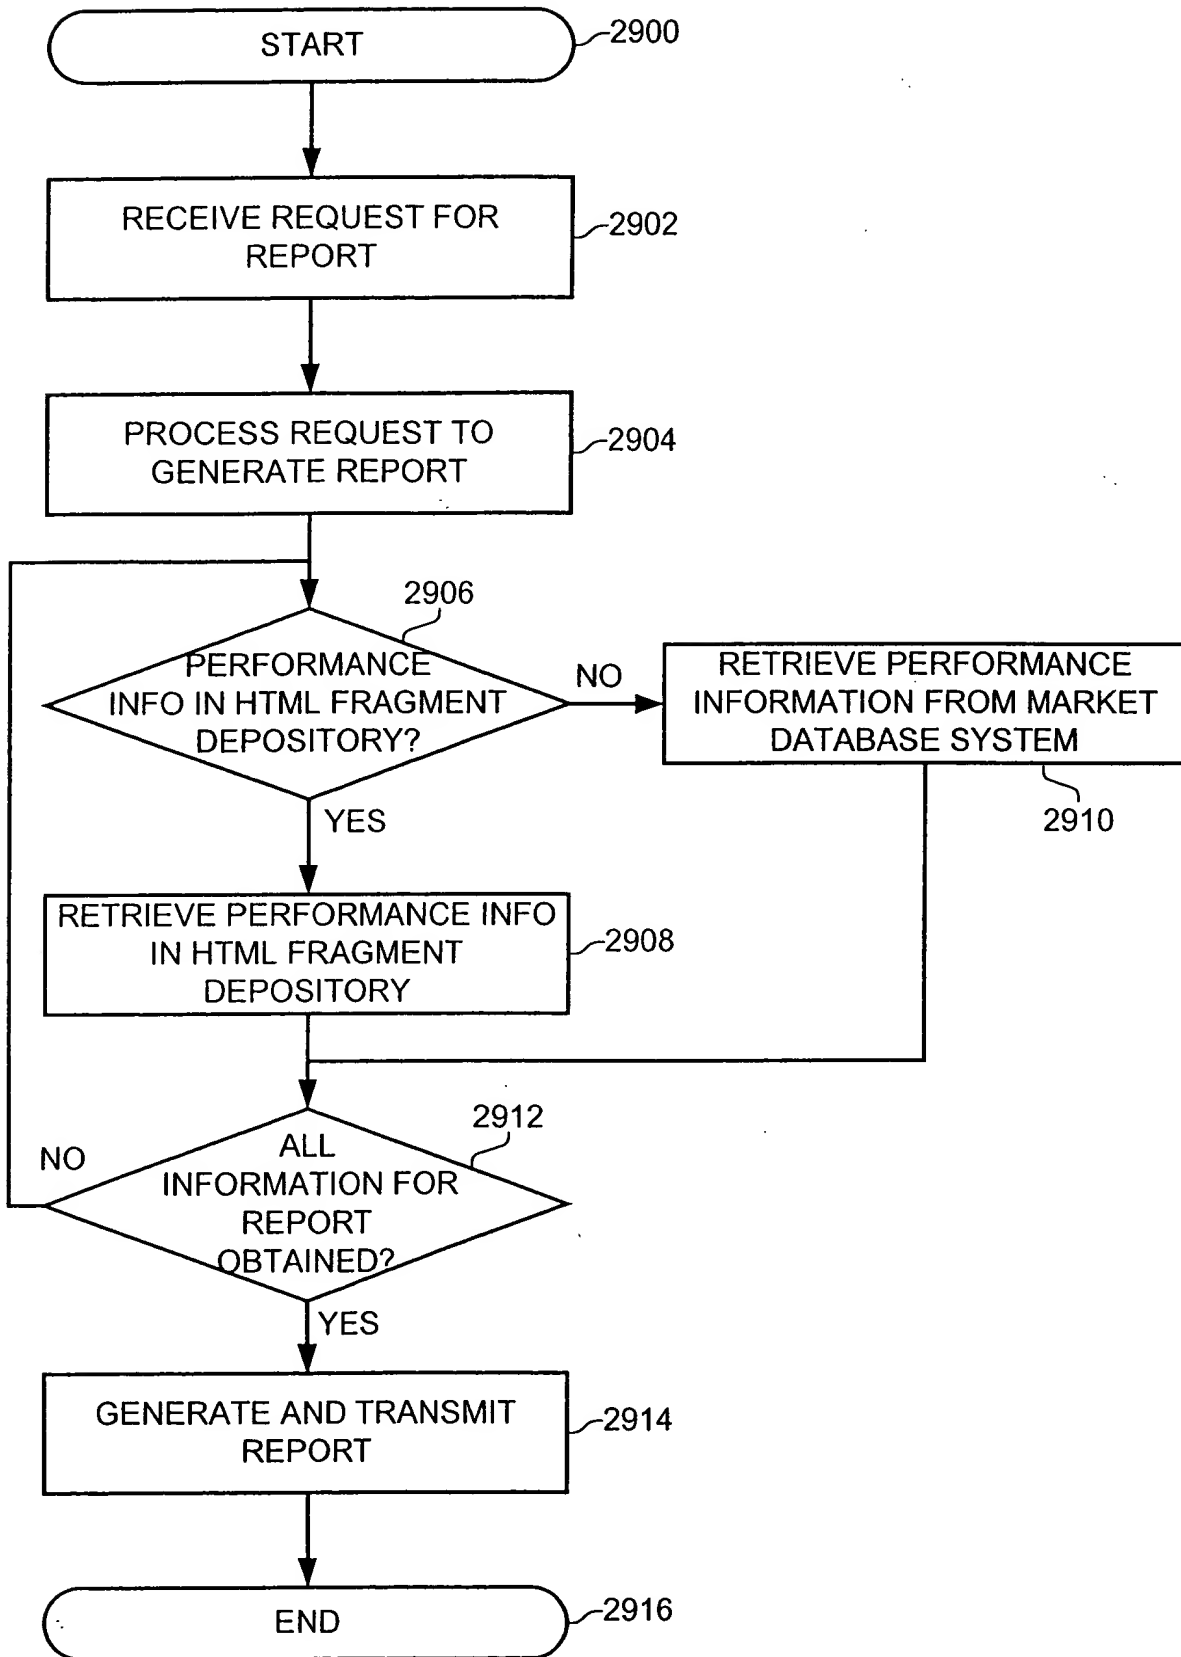 START
2900
RECEIVE REQUEST FOR
REPORT
2902
PROCESS REQUEST TO
GENERATE REPORT
2904
2906
PERFORMANCE
INFO IN HTML FRAGMENT
DEPOSITORY?
NO
RETRIEVE PERFORMANCE
INFORMATION FROM MARKET
DATABASE SYSTEM
2910
YES
RETRIEVE PERFORMANCE INFO
IN HTML FRAGMENT
DEPOSITORY
2908
2912
ALL
INFORMATION FOR
REPORT
OBTAINED?
NO
YES
GENERATE AND TRANSMIT
REPORT
2914
END
2916